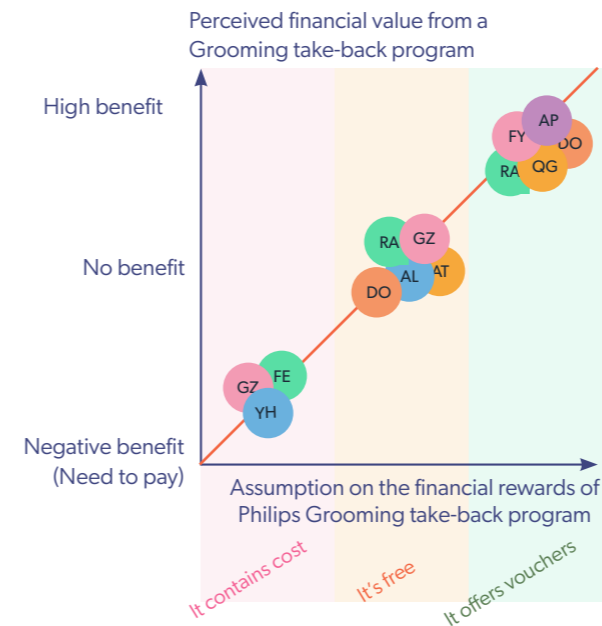 Perceived financial value from a
Grooming take-back program
High benefit
AP
FY
DO
RA
QG
RA
GZ
No benefit
AL
AT
DO
FE
GZ
YH
Negative benefit
(Need to pay)
Assumption on the financial rewards of
Philips Grooming take-back program
It contains cost
It's free
It offers vouchers